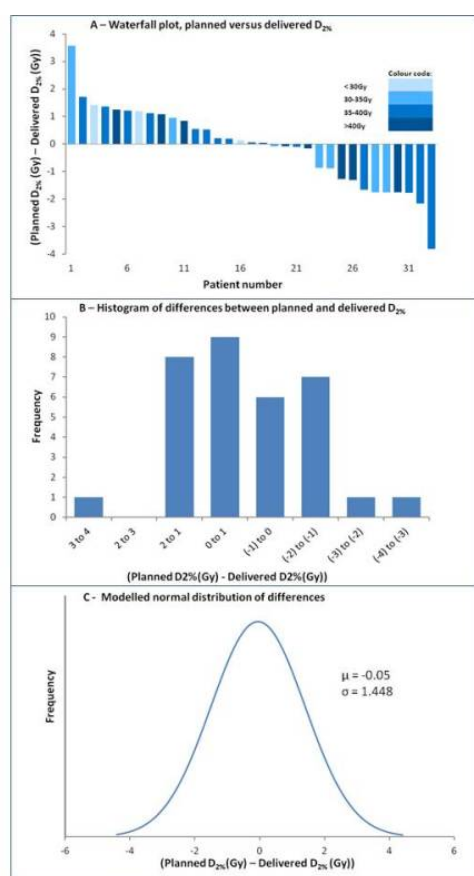 A – Waterfall plot, planned versus delivered D2%
(Planned D2% (Gy) – Delivered D2% (Gy))
4
3
2
1
0
-1
-2
-3
-4
Colour code:
<30Gy
30-35Gy
35-40Gy
>40Gy
1 6 11 16 21 26 31
Patient number
B – Histogram of differences between planned and delivered D2%
Frequency
10
9
8
7
6
5
4
3
2
1
0
3 to 4 2 to 3 2 to 1 0 to 1 (-1) to 0 (-2) to (-1) (-3) to (-2) (-4) to (-3)
(Planned D2%(Gy) - Delivered D2%(Gy))
C - Modelled normal distribution of differences
Frequency
μ = -0.05
σ = 1.448
-6 -4 -2 0 2 4 6
(Planned D2%(Gy) – Delivered D2% (Gy))